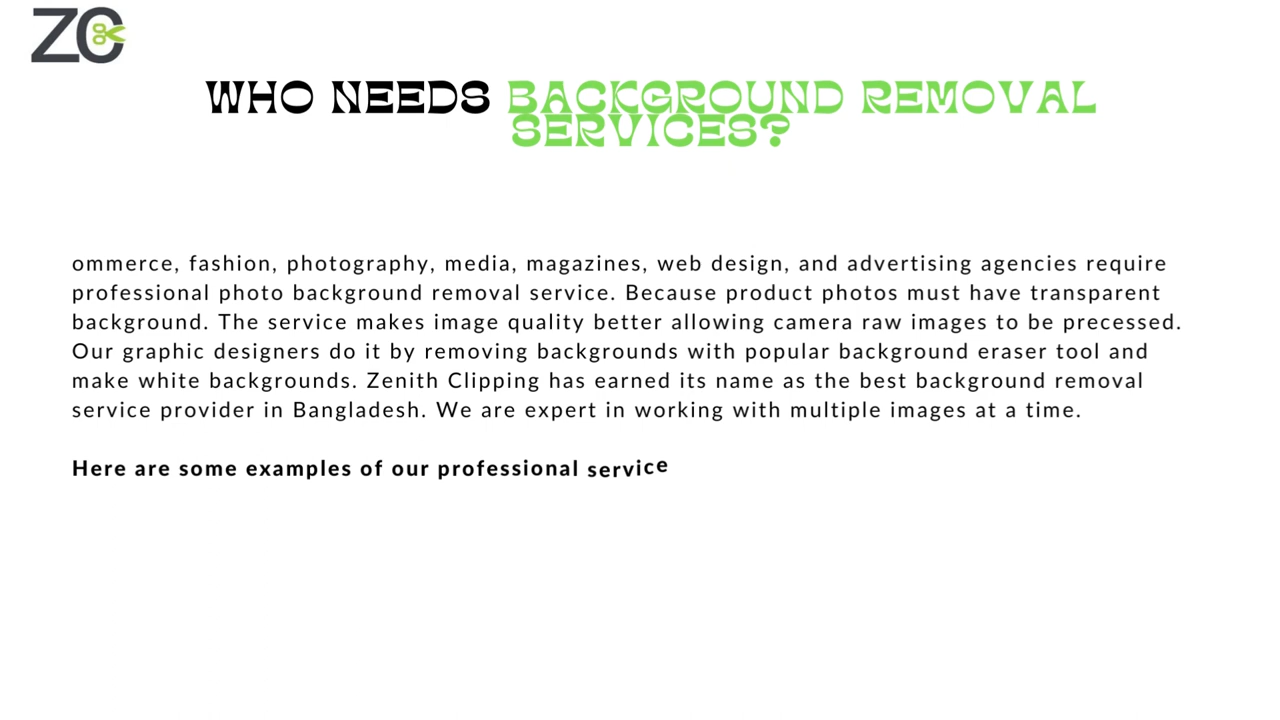 ZC
WHO NEEDS BACKGROUND REMOVAL
SERVICES?
ommerce, fashion, photography, media, magazines, web design, and advertising agencies require
professional photo background removal service. Because product photos must have transparent
background. The service makes image quality better allowing camera raw images to be precessed.
Our graphic designers do it by removing backgrounds with popular background eraser tool and
make white backgrounds. Zenith Clipping has earned its name as the best background removal
service provider in Bangladesh. We are expert in working with multiple images at a time.
Here are some examples of our professional service